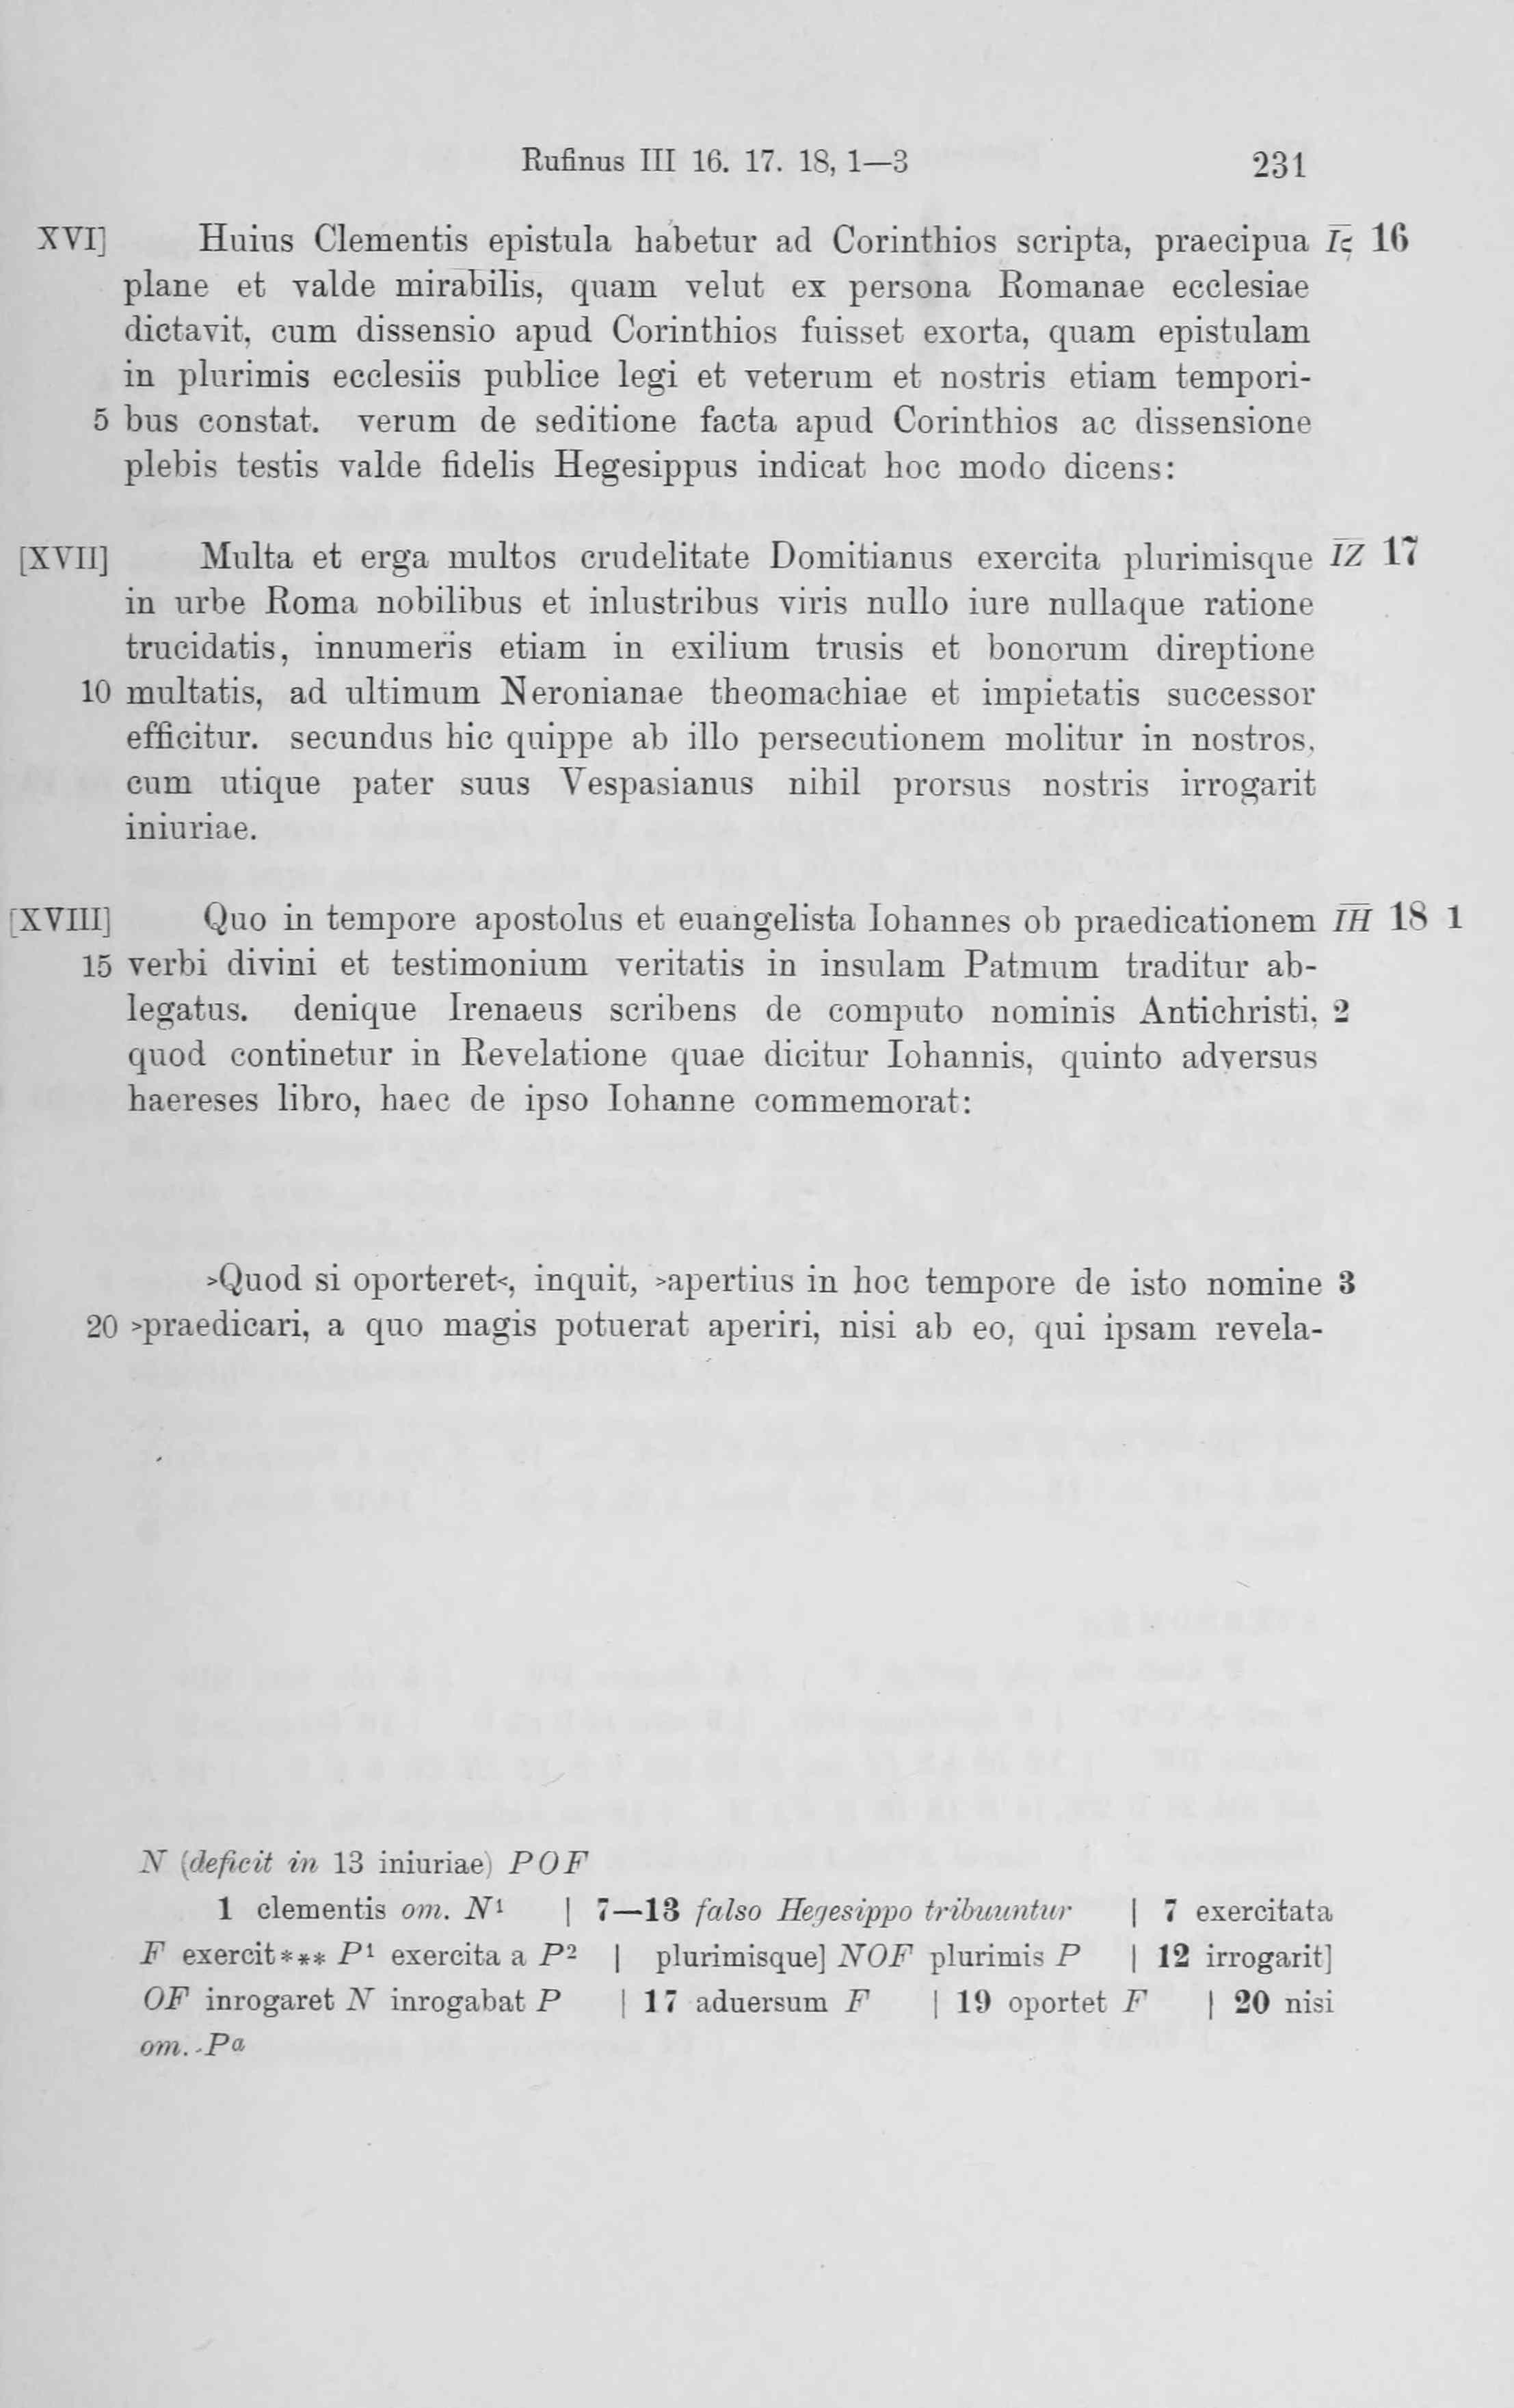 Rufinus III 16. 17. 18, 1—3 231
XVI] Huius Clementis epistula habetur ad Corinthios scripta, praecipua Iϛ 16
plane et valde mirabilis, quam velut ex persona Romanae ecclesiae
dictavit, cum dissensio apud Corinthios fuisset exorta, quam epistulam
in plurimis ecclesiis publice legi et veterum et nostris etiam tempori-
5 bus constat. verum de seditione facta apud Corinthios ac dissensione
plebis testis valde fidelis Hegesippus indicat hoc modo dicens:
[XVII] Multa et erga multos crudelitate Domitianus exercita plurimisque IZ 17
in urbe Roma nobilibus et inlustribus viris nullo iure nullaque ratione
trucidatis, innumeris etiam in exilium trusis et bonorum direptione
10 multatis, ad ultimum Neronianae theomachiae et impietatis successor
efficitur. secundus hic quippe ab illo persecutionem molitur in nostros,
cum utique pater suus Vespasianus nihil prorsus nostris irrogarit
iniuriae.
[XVIII] Quo in tempore apostolus et euangelista Iohannes ob praedicationem IH 18 1
15 verbi divini et testimonium veritatis in insulam Patmum traditur ab-
legatus. denique Irenaeus scribens de computo nominis Antichristi, 2
quod continetur in Revelatione quae dicitur Iohannis, quinto adversus
haereses libro, haec de ipso Iohanne commemorat:
>Quod si oporteret<, inquit, >apertius in hoc tempore de isto nomine 3
20 >praedicari, a quo magis potuerat aperiri, nisi ab eo, qui ipsam revela-
N (deficit in 13 iniuriae) POF
1 clementis om. N¹ | 7—13 falso Hegesippo tribuuntur | 7 exercitata
F exercit*** P¹ exercita a P² | plurimisque] NOF plurimis P | 12 irrogarit]
OF inrogaret N inrogabat P | 17 aduersum F | 19 oportet F | 20 nisi
om. Pa